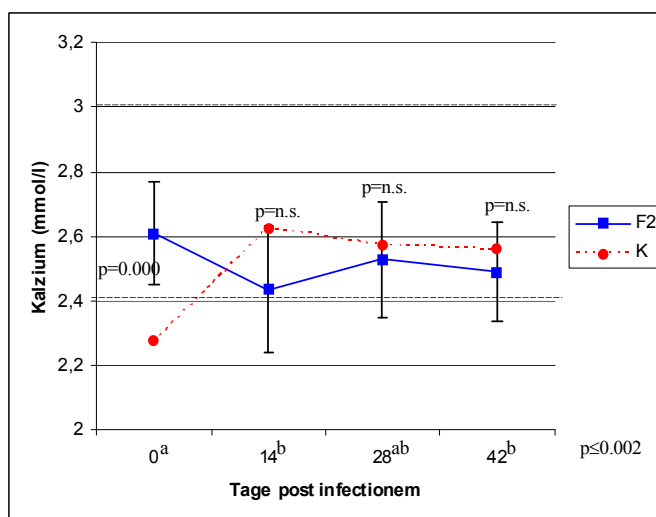 3,2
3
2,8
2,6
2,4
2,2
2
Kalzium (mmol/l)
p=0.000
p=n.s.
p=n.s.
p=n.s.
F2
K
0ᵃ 14ᵇ 28ᵃᵇ 42ᵇ
p≤0.002
Tage post infectionem